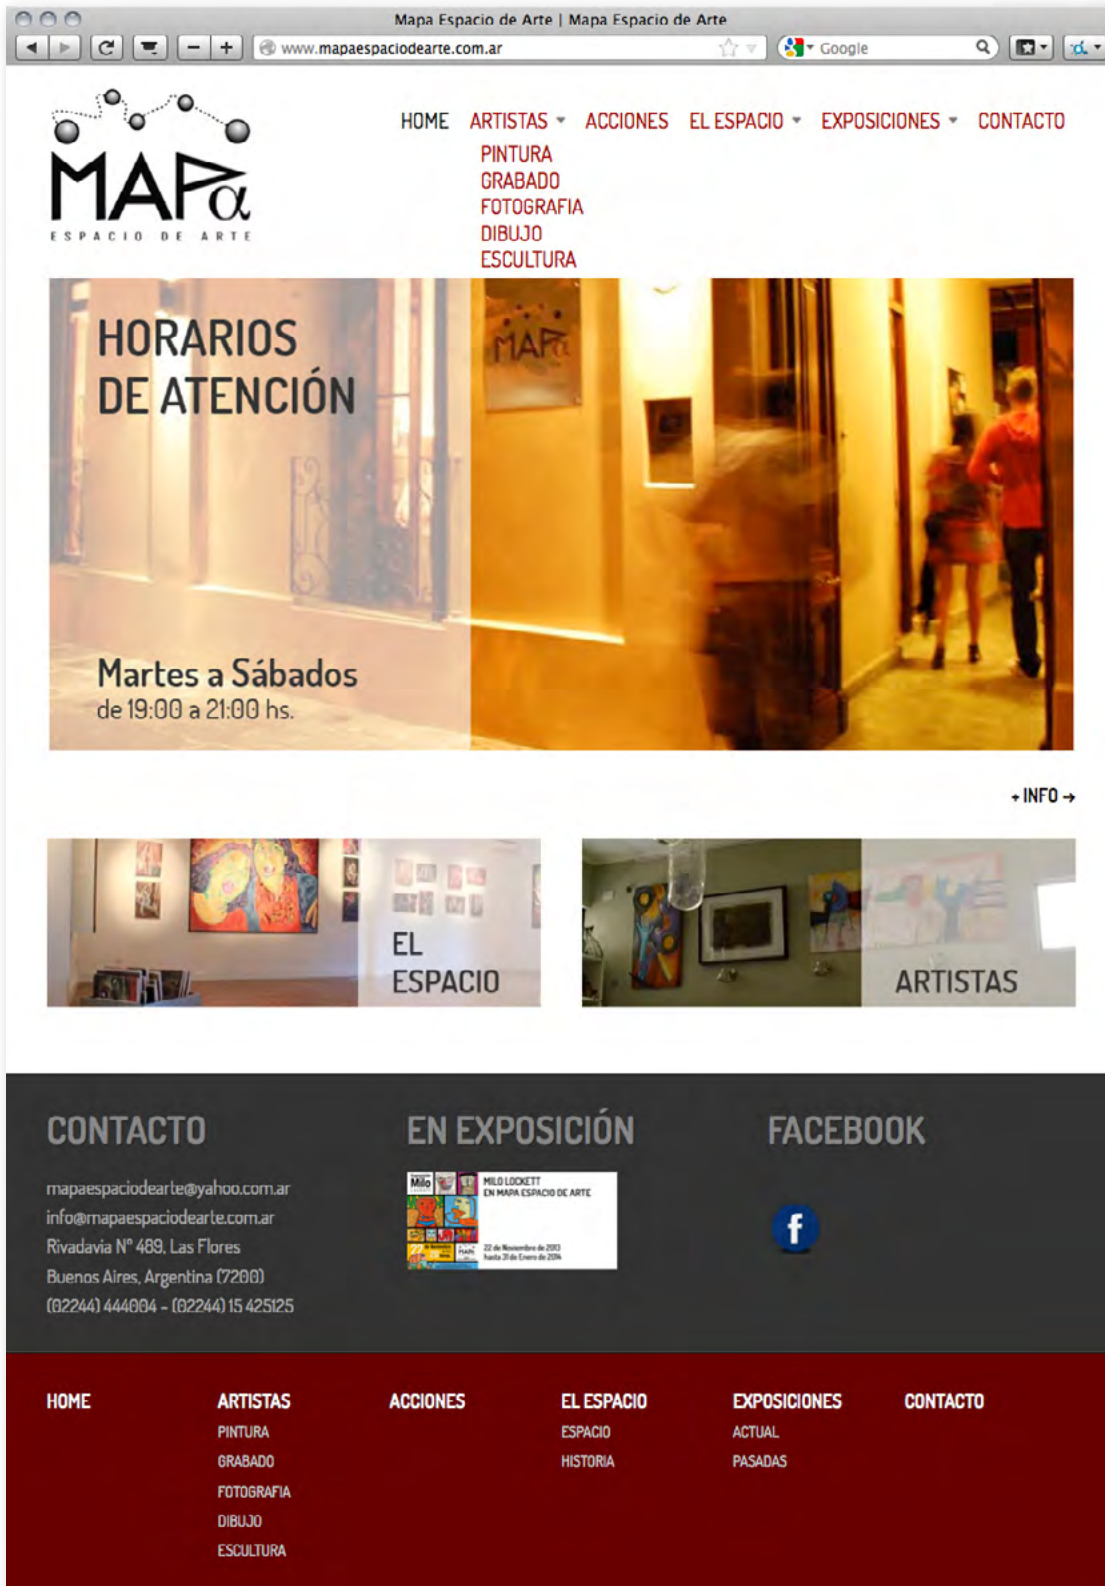 Mapa Espacio de Arte | Mapa Espacio de Arte
www.mapaespaciodearte.com.ar
Google
MAPα
ESPACIO DE ARTE
HOME ARTISTAS ACCIONES EL ESPACIO EXPOSICIONES CONTACTO
PINTURA
GRABADO
FOTOGRAFIA
DIBUJO
ESCULTURA
HORARIOS
DE ATENCIÓN
MAPα
Martes a Sábados
de 19:00 a 21:00 hs.
+ INFO →
EL
ESPACIO
ARTISTAS
CONTACTO
mapaespaciodearte@yahoo.com.ar
info@mapaespaciodearte.com.ar
Rivadavia Nº 489, Las Flores
Buenos Aires, Argentina (7200)
(02244) 444004 - (02244) 15 425125
EN EXPOSICIÓN
Milo
MILO LOCKETT
EN MAPA ESPACIO DE ARTE
22
22 de Noviembre de 2013
hasta 31 de Enero de 2014
FACEBOOK
f
HOME
ARTISTAS
PINTURA
GRABADO
FOTOGRAFIA
DIBUJO
ESCULTURA
ACCIONES
EL ESPACIO
ESPACIO
HISTORIA
EXPOSICIONES
ACTUAL
PASADAS
CONTACTO